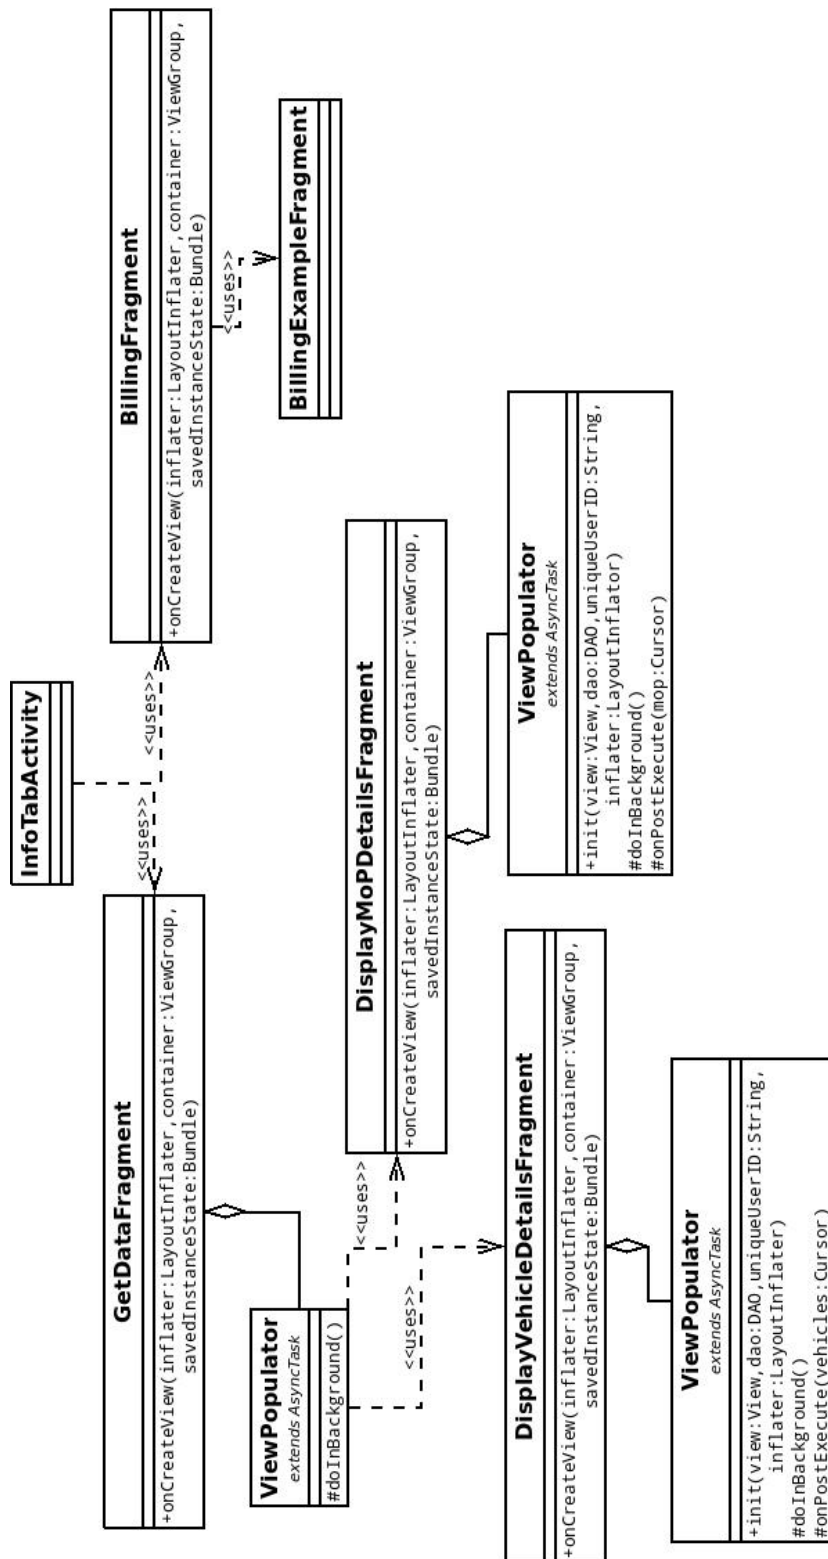 InfoTabActivity
<<uses>>
<<uses>>
GetDataFragment
+onCreateView(inflater:LayoutInflater,container:ViewGroup,
savedInstanceState:Bundle)
BillingFragment
+onCreateView(inflater:LayoutInflater,container:ViewGroup,
savedInstanceState:Bundle)
<<uses>>
BillingExampleFragment
ViewPopulator
extends AsyncTask
#doInBackground()
<<uses>>
<<uses>>
DisplayMoPDetailsFragment
+onCreateView(inflater:LayoutInflater,container:ViewGroup,
savedInstanceState:Bundle)
DisplayVehicleDetailsFragment
+onCreateView(inflater:LayoutInflater,container:ViewGroup,
savedInstanceState:Bundle)
ViewPopulator
extends AsyncTask
+init(view:View,dao:DAO,uniqueUserID:String,
inflater:LayoutInflator)
#doInBackground()
#onPostExecute(mop:Cursor)
ViewPopulator
extends AsyncTask
+init(view:View,dao:DAO,uniqueUserID:String,
inflater:LayoutInflater)
#doInBackground()
#onPostExecute(vehicles:Cursor)